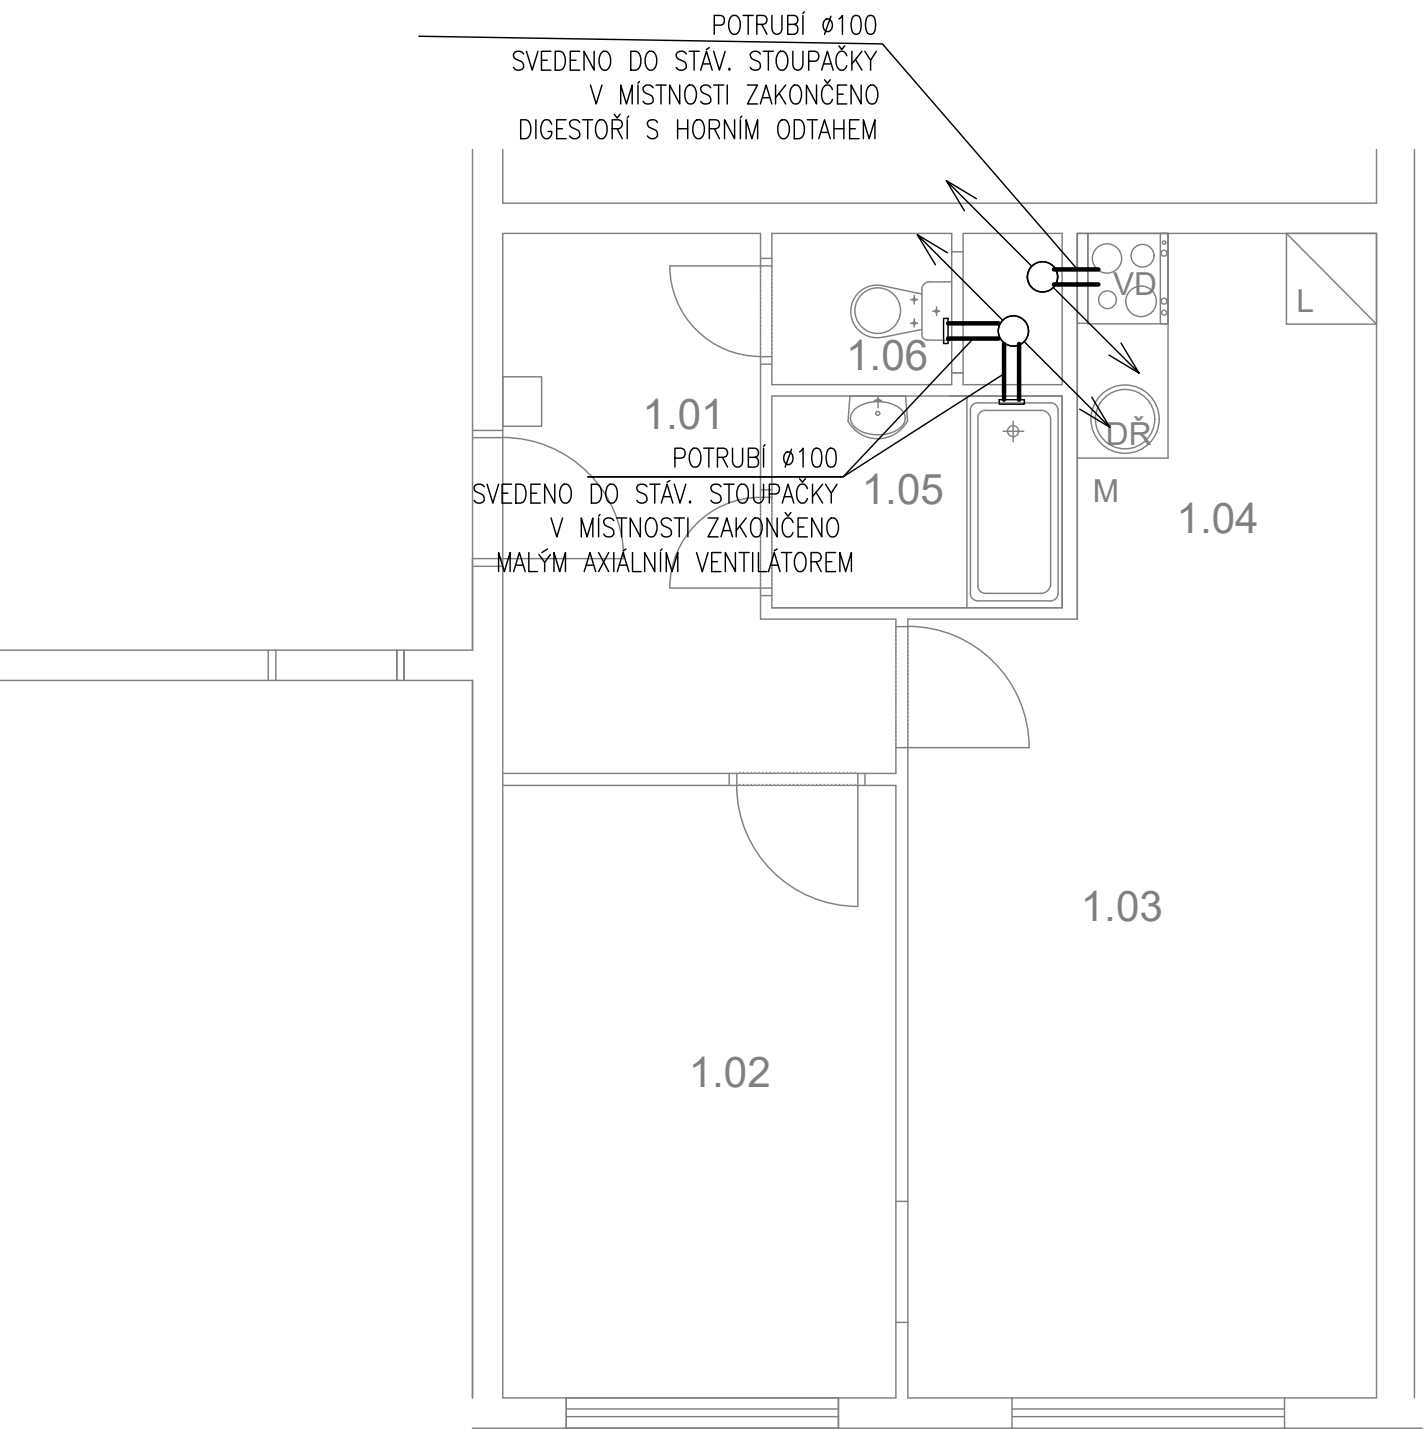 POTRUBÍ ø100
SVEDENO DO STÁV. STOUPAČKY
V MÍSTNOSTI ZAKONČENO
DIGESTOŘÍ S HORNÍM ODTAHEM
VD
L
1.06
1.01
DŘ
POTRUBÍ ø100
SVEDENO DO STÁV. STOUPAČKY
V MÍSTNOSTI ZAKONČENO
MALÝM AXIÁLNÍM VENTILÁTOREM
1.05
M
1.04
1.03
1.02